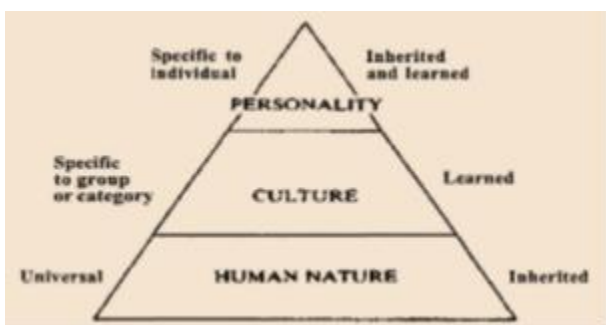 Specific to
individual
Inherited
and learned
PERSONALITY
Specific
to group
or category
CULTURE
Learned
Universal
HUMAN NATURE
Inherited